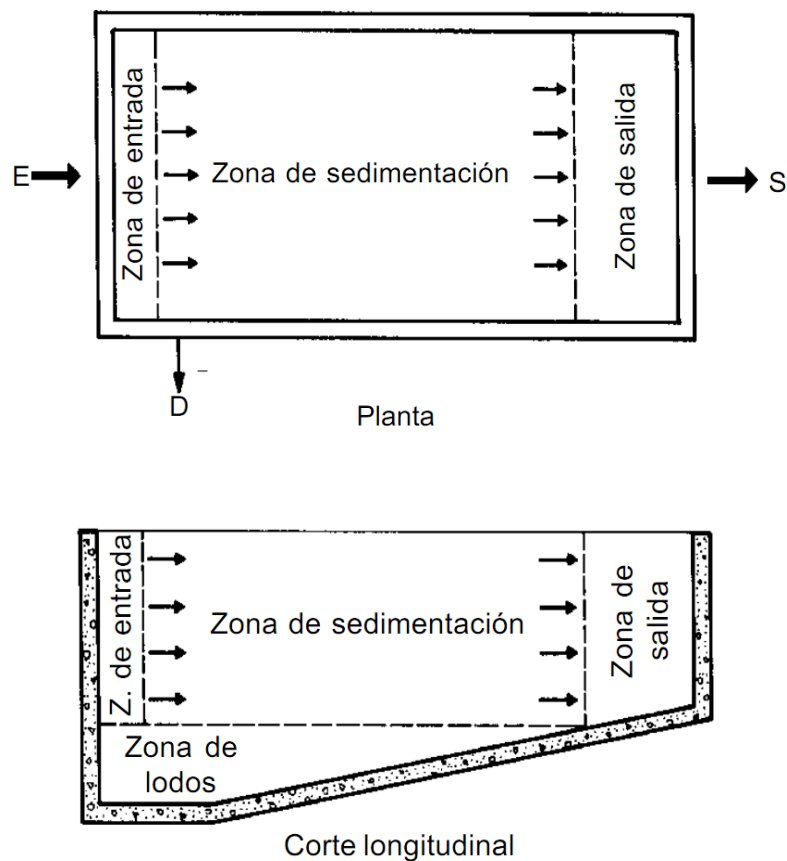 Zona de entrada
Zona de sedimentación
Zona de salida
E
S
D
Planta
Z. de entrada
Zona de sedimentación
Zona de
salida
Zona de
lodos
Corte longitudinal